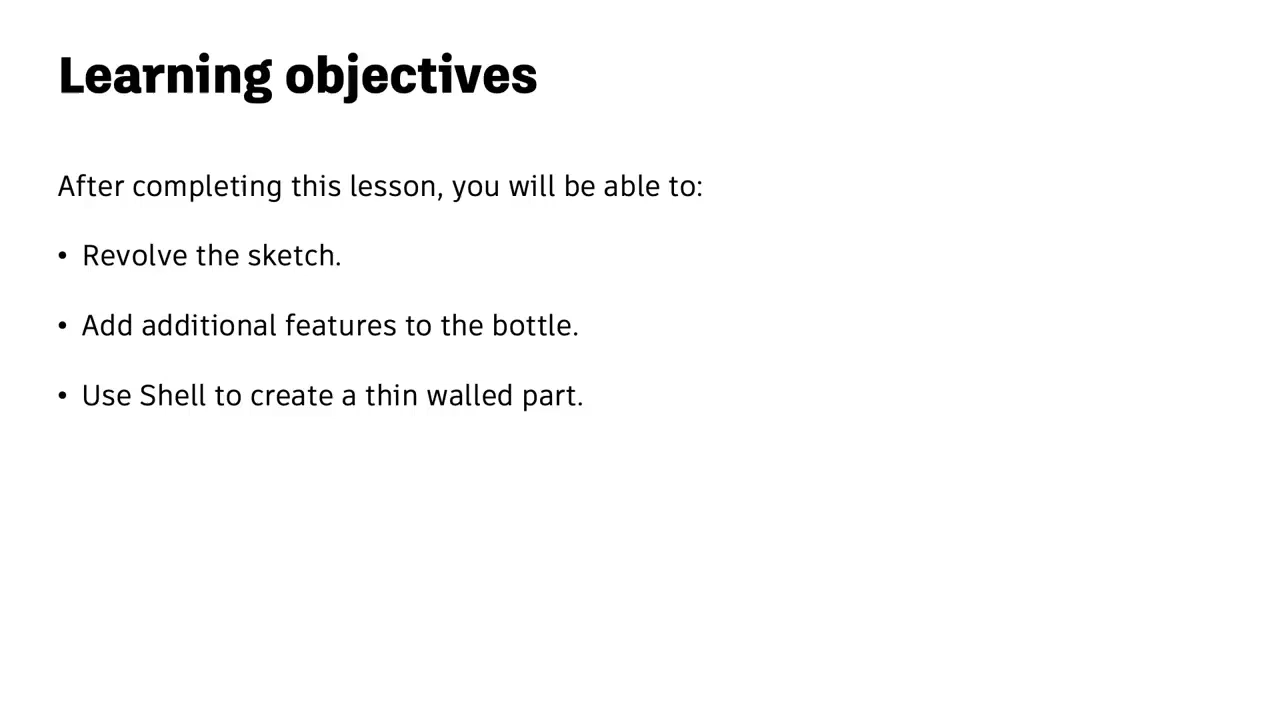 Learning objectives
After completing this lesson, you will be able to:
• Revolve the sketch.
• Add additional features to the bottle.
• Use Shell to create a thin walled part.